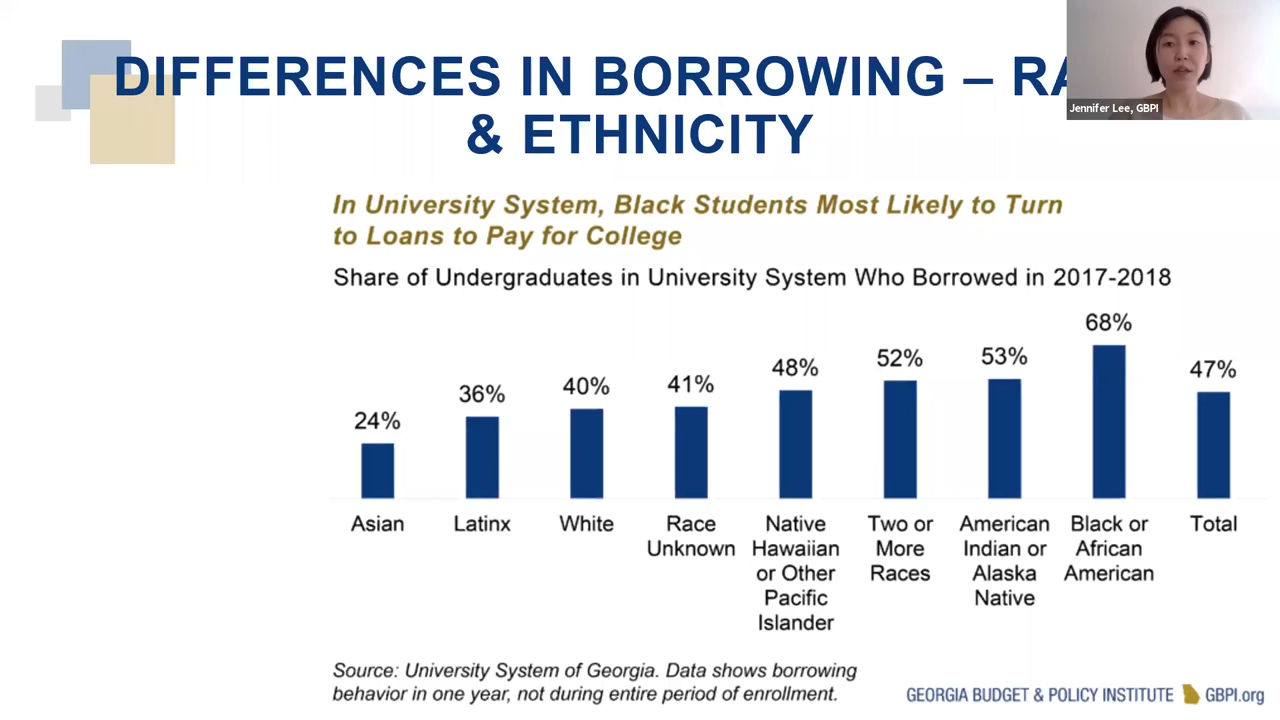 DIFFERENCES IN BORROWING –
& ETHNICITY
Jennifer Lee, GBPI
In University System, Black Students Most Likely to Turn
to Loans to Pay for College
Share of Undergraduates in University System Who Borrowed in 2017-2018
24%
36%
40%
41%
48%
52%
53%
68%
47%
Asian
Latinx
White
Race
Unknown
Native
Hawaiian
or Other
Pacific
Islander
Two or
More
Races
American
Indian or
Alaska
Native
Black or
African
American
Total
Source: University System of Georgia. Data shows borrowing
behavior in one year, not during entire period of enrollment.
GEORGIA BUDGET & POLICY INSTITUTE GBPI.org